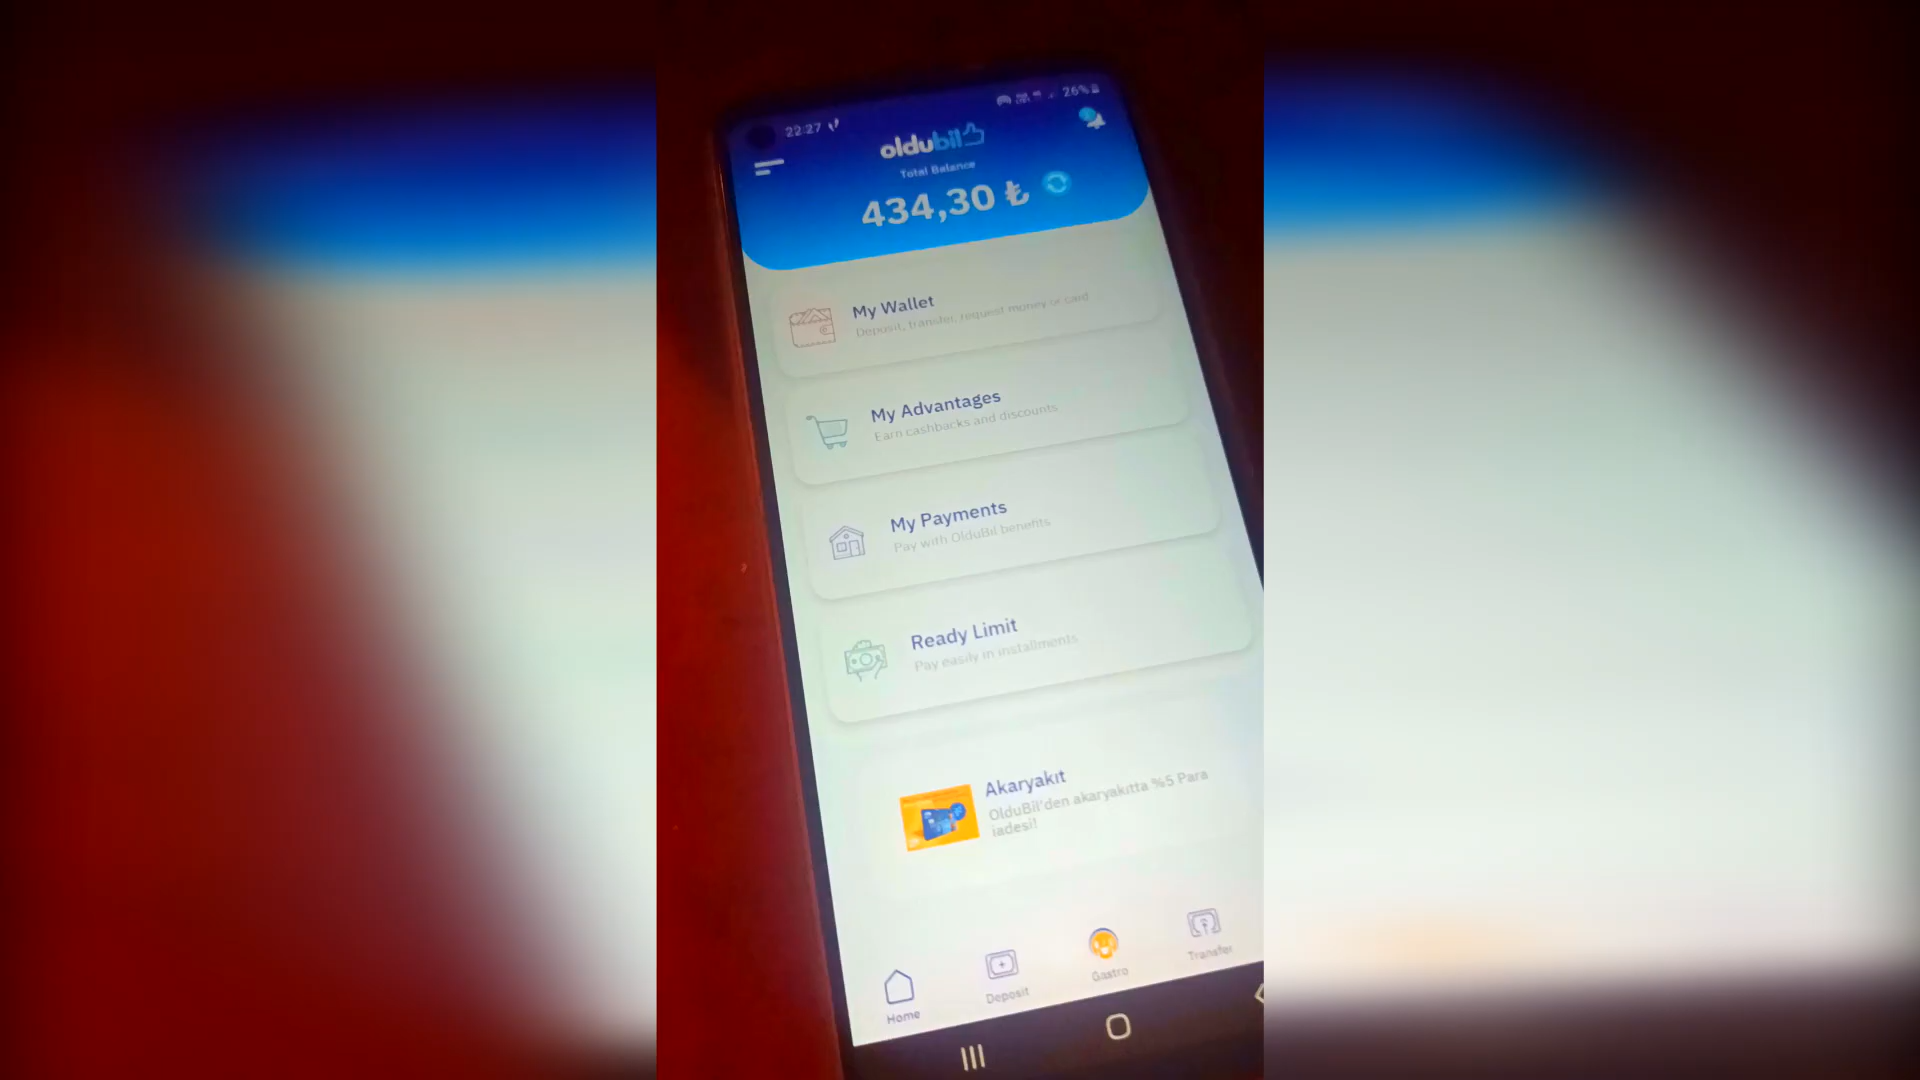 22:27
26%
oldubil
Total Balance
434,30 ₺
My Wallet
Deposit, transfer, request money or card
My Advantages
Earn cashbacks and discounts
My Payments
Pay with OlduBil benefits
Ready Limit
Pay easily in installments
Akaryakıt
OlduBil'den akaryakıtta %5 Para
iadesi!
Home
Deposit
Gastro
Transfer